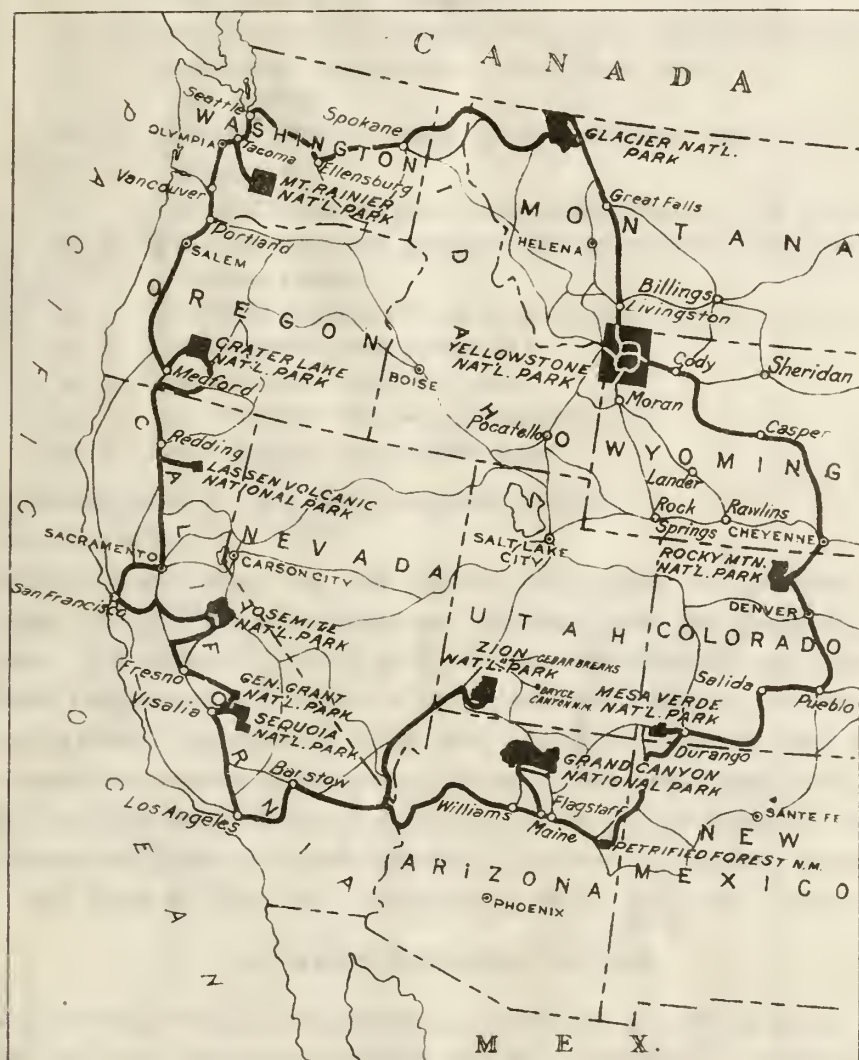 CANADA
PACIFIC OCEAN
Seattle
WASHINGTON
OLYMPIA
Tacoma
Spokane
Ellensburg
MT. RAINIER
NAT'L. PARK
Vancouver
Portland
SALEM
OREGON
GRATER LAKE
NAT'L. PARK
Medford
GLACIER NAT'L.
PARK
Great Falls
MONTANA
HELENA
Billings
Livingston
IDAHO
BOISE
Pocatello
YELLOWSTONE
NAT'L. PARK
Cody
Sheridan
Moran
Casper
WYOMING
Lander
Rock
Springs
Rawlins
CHEYENNE
Redding
LASSEN VOLCANIC
NATIONAL PARK
CALIFORNIA
SACRAMENTO
San Francisco
NEVADA
CARSON CITY
YOSEMITE
NAT'L. PARK
Fresno
GEN. GRANT
NAT'L. PARK
Visalia
SEQUOIA
NAT'L. PARK
Barstow
Los Angeles
SALT LAKE
CITY
UTAH
ZION
NAT'L. PARK
CEDAR BREAKS
BRYCE
CANYON N.M.
ROCKY MTN.
NAT'L. PARK
DENVER
COLORADO
Salida
Pueblo
MESA VERDE
NAT'L. PARK
Durango
GRAND CANYON
NATIONAL PARK
Williams
Maine
Flagstaff
PETRIFIED FOREST N.M.
ARIZONA
PHOENIX
SANTE FE
NEW
MEXICO
MEX.